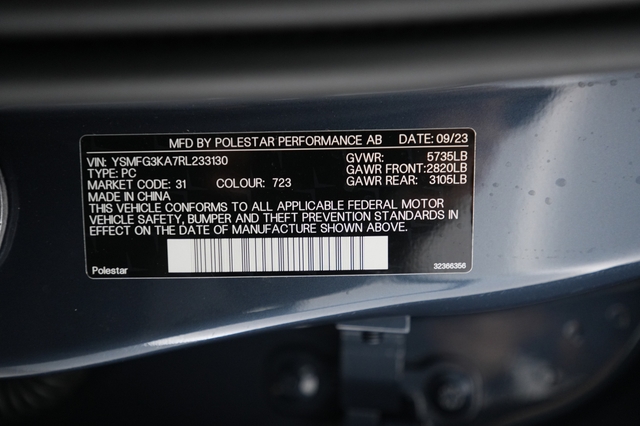 MFD BY POLESTAR PERFORMANCE AB DATE: 09/23
VIN: YSMFG3KA7RL233130 GVWR: 5735LB
TYPE: PC GAWR FRONT:2820LB
MARKET CODE: 31 COLOUR: 723 GAWR REAR: 3105LB
MADE IN CHINA
THIS VEHICLE CONFORMS TO ALL APPLICABLE FEDERAL MOTOR
VEHICLE SAFETY, BUMPER AND THEFT PREVENTION STANDARDS IN
EFFECT ON THE DATE OF MANUFACTURE SHOWN ABOVE.
Polestar 32366356